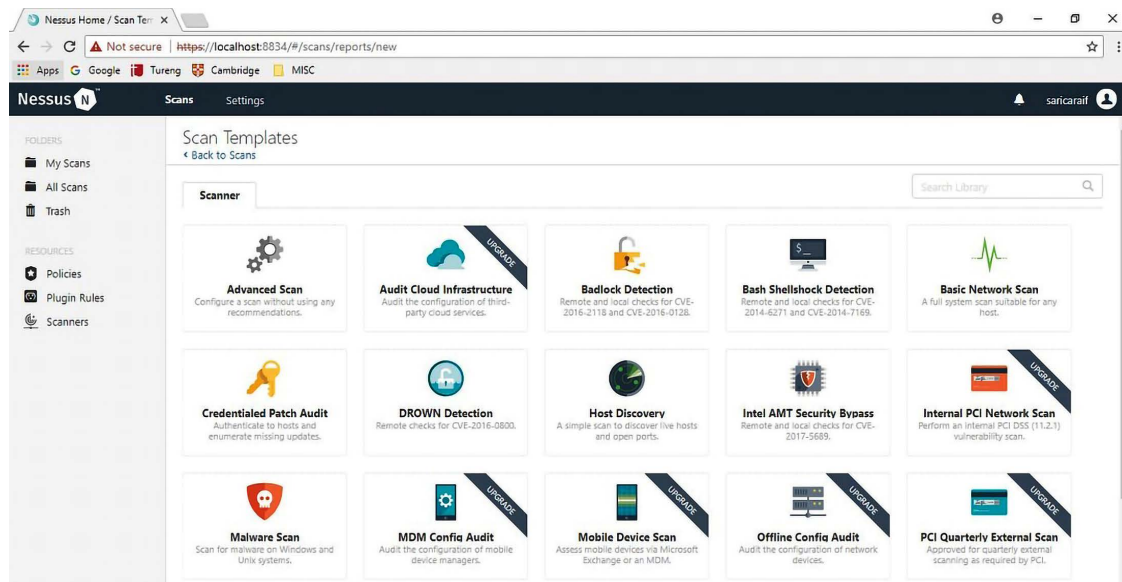 Nessus Home / Scan Tem
Not secure | https://localhost:8834/#/scans/reports/new
Apps Google Tureng Cambridge MISC
Nessus N Scans Settings saricaraif
FOLDERS
My Scans
All Scans
Trash
RESOURCES
Policies
Plugin Rules
Scanners
Scan Templates
Back to Scans
Scanner
Search Library
Advanced Scan
Configure a scan without using any
recommendations.
UPGRADE
Audit Cloud Infrastructure
Audit the configuration of third-
party cloud services.
Badlock Detection
Remote and local checks for CVE-
2016-2118 and CVE-2016-0128.
$_
Bash Shellshock Detection
Remote and local checks for CVE-
2014-6271 and CVE-2014-7169.
Basic Network Scan
A full system scan suitable for any
host.
Credentialed Patch Audit
Authenticate to hosts and
enumerate missing updates.
DROWN Detection
Remote checks for CVE-2016-0800.
Host Discovery
A simple scan to discover live hosts
and open ports.
Intel AMT Security Bypass
Remote and local checks for CVE-
2017-5689.
UPGRADE
Internal PCI Network Scan
Perform an internal PCI DSS (11.2.1)
vulnerability scan.
Malware Scan
Scan for malware on Windows and
Unix systems.
UPGRADE
MDM Config Audit
Audit the configuration of mobile
device managers.
UPGRADE
Mobile Device Scan
Assess mobile devices via Microsoft
Exchange or an MDM.
UPGRADE
Offline Config Audit
Audit the configuration of network
devices.
UPGRADE
PCI Quarterly External Scan
Approved for quarterly external
scanning as required by PCI.